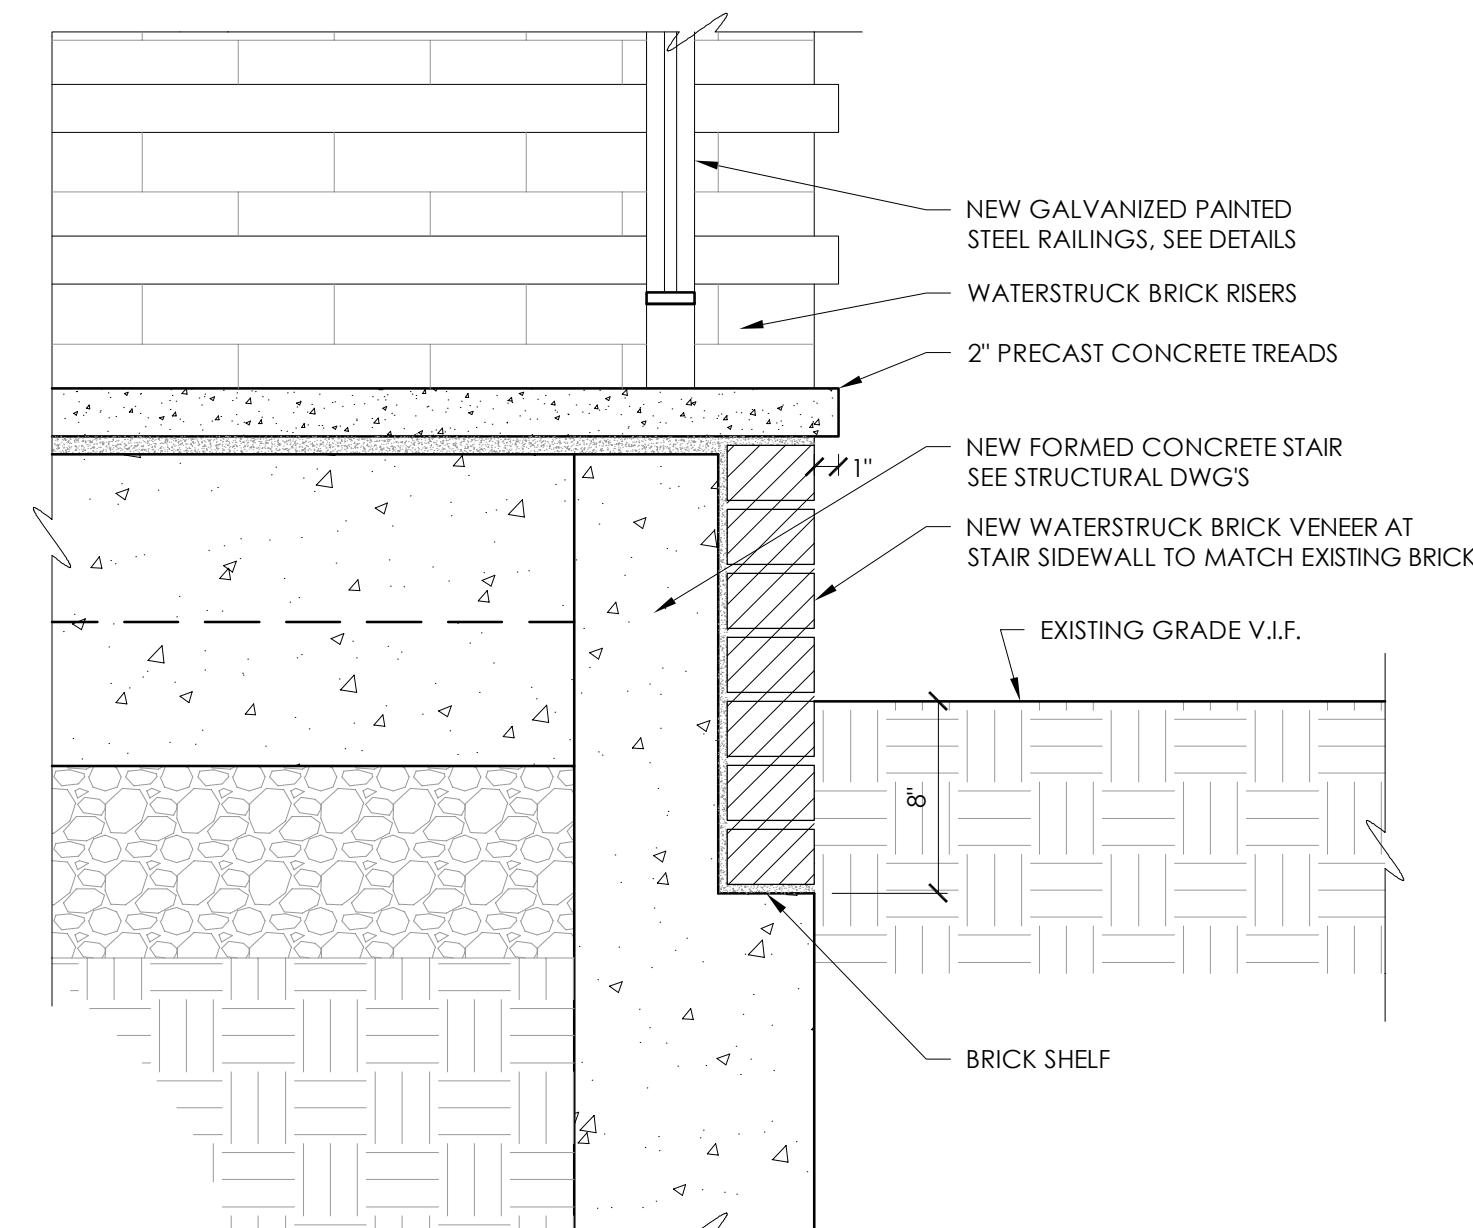 NEW GALVANIZED PAINTED
STEEL RAILINGS, SEE DETAILS
WATERSTRUCK BRICK RISERS
2" PRECAST CONCRETE TREADS
NEW FORMED CONCRETE STAIR
SEE STRUCTURAL DWG'S
1"
NEW WATERSTRUCK BRICK VENEER AT
STAIR SIDEWALL TO MATCH EXISTING BRICK
EXISTING GRADE V.I.F.
8"
BRICK SHELF